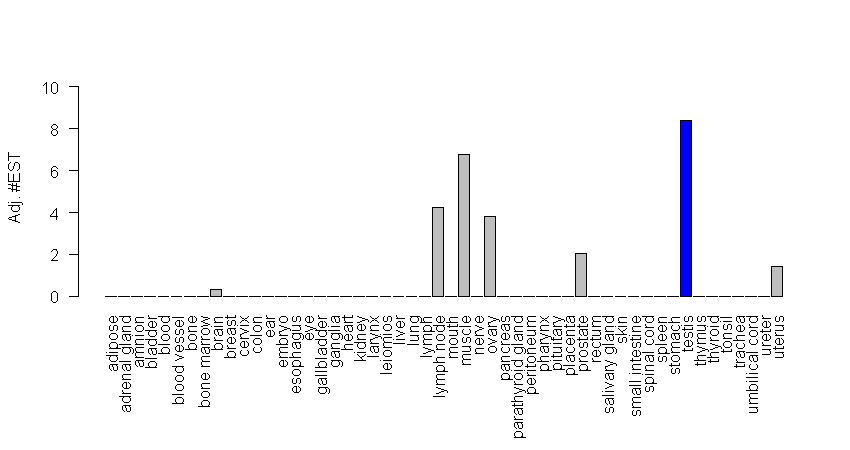 10
8
6
4
2
0
Adj. #EST
adipose
adrenal gland
amnion
bladder
blood
blood vessel
bone
bone marrow
brain
breast
cervix
colon
ear
embryo
esophagus
eye
gallbladder
ganglia
heart
kidney
larynx
leiomios
liver
lung
lymph
lymph node
mouth
muscle
nerve
ovary
pancreas
parathyroid gland
peritoneum
pharynx
pituitary
placenta
prostate
rectum
salivary gland
skin
small intestine
spinal cord
spleen
stomach
testis
thymus
thyroid
tonsil
trachea
umbilical cord
ureter
uterus